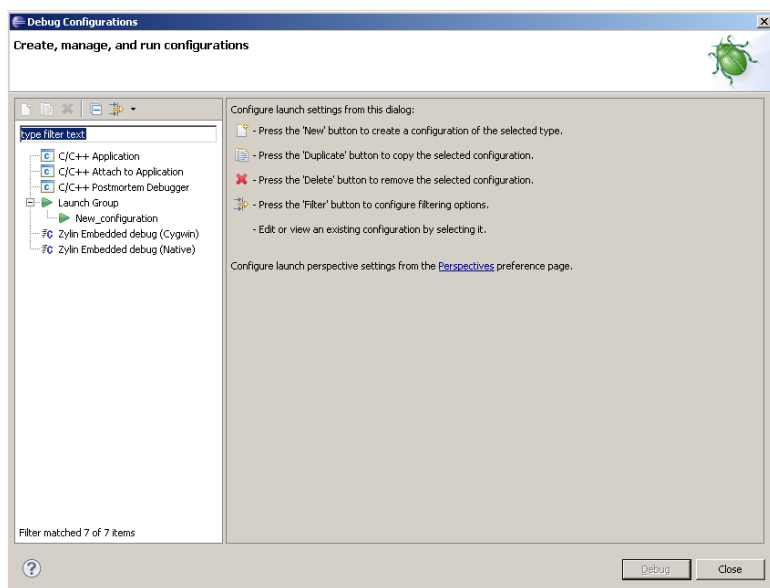 Debug Configurations
Create, manage, and run configurations
type filter text
C/C++ Application
C/C++ Attach to Application
C/C++ Postmortem Debugger
Launch Group
New_configuration
Zylin Embedded debug (Cygwin)
Zylin Embedded debug (Native)
Filter matched 7 of 7 items
Configure launch settings from this dialog:
- Press the 'New' button to create a configuration of the selected type.
- Press the 'Duplicate' button to copy the selected configuration.
- Press the 'Delete' button to remove the selected configuration.
- Press the 'Filter' button to configure filtering options.
- Edit or view an existing configuration by selecting it.
Configure launch perspective settings from the Perspectives preference page.
Debug
Close